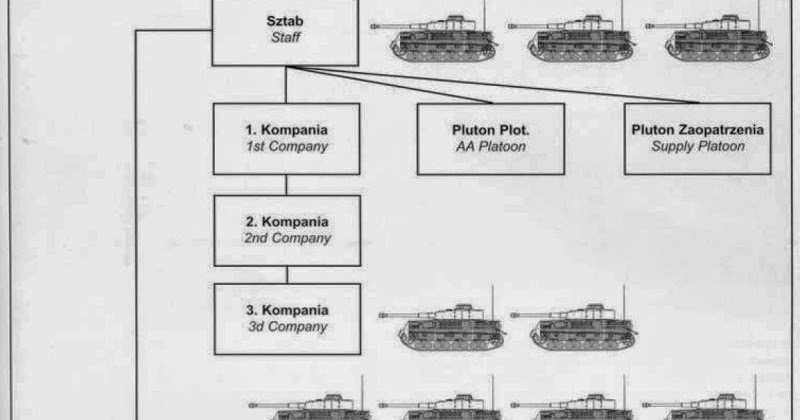 Sztab
Staff
1. Kompania
1st Company
Pluton Plot.
AA Platoon
Pluton Zaopatrzenia
Supply Platoon
2. Kompania
2nd Company
3. Kompania
3d Company